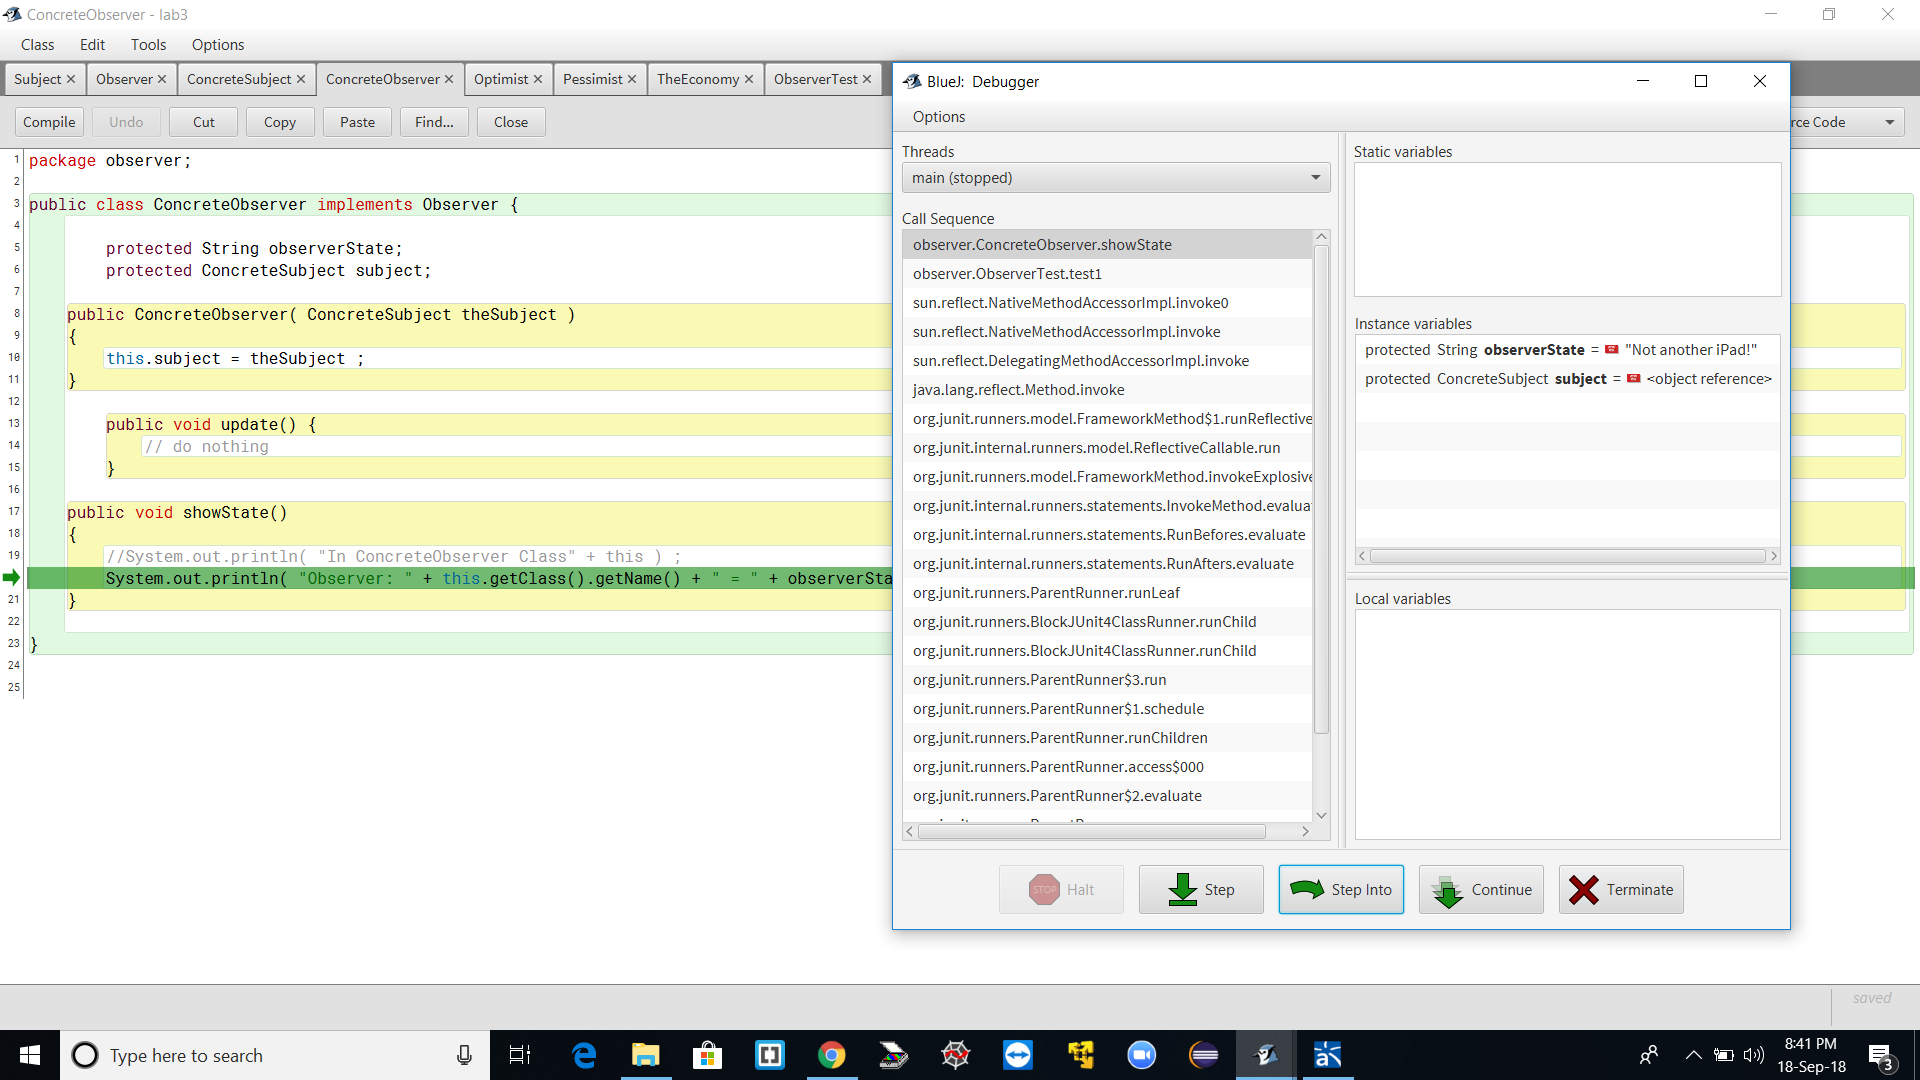 ConcreteObserver - lab3
Class Edit Tools Options
Subject ConcreteSubject Observer ConcreteObserver Optimist Pessimist TheEconomy ObserverTest
Compile Undo Cut Copy Paste Find... Close
rce Code
1 package observer;
2
3 public class ConcreteObserver implements Observer {
4
5 protected String observerState;
6 protected ConcreteSubject subject;
7
8 public ConcreteObserver( ConcreteSubject theSubject )
9 {
10 this.subject = theSubject ;
11 }
12
13 public void update() {
14 // do nothing
15 }
16
17 public void showState()
18 {
19 //System.out.println( "In ConcreteObserver Class" + this ) ;
System.out.println( "Observer: " + this.getClass().getName() + " = " + observerSta
21 }
22
23 }
24
25
BlueJ: Debugger
Options
Threads
main (stopped)
Call Sequence
observer.ConcreteObserver.showState
observer.ObserverTest.test1
sun.reflect.NativeMethodAccessorImpl.invoke0
sun.reflect.NativeMethodAccessorImpl.invoke
sun.reflect.DelegatingMethodAccessorImpl.invoke
java.lang.reflect.Method.invoke
org.junit.runners.model.FrameworkMethod$1.runReflective
org.junit.internal.runners.model.ReflectiveCallable.run
org.junit.runners.model.FrameworkMethod.invokeExplosive
org.junit.internal.runners.statements.InvokeMethod.evalua
org.junit.internal.runners.statements.RunBefores.evaluate
org.junit.internal.runners.statements.RunAfters.evaluate
org.junit.runners.ParentRunner.runLeaf
org.junit.runners.BlockJUnit4ClassRunner.runChild
org.junit.runners.BlockJUnit4ClassRunner.runChild
org.junit.runners.ParentRunner$3.run
org.junit.runners.ParentRunner$1.schedule
org.junit.runners.ParentRunner.runChildren
org.junit.runners.ParentRunner.access$000
org.junit.runners.ParentRunner$2.evaluate
Static variables
Instance variables
protected String observerState = "Not another iPad!"
protected ConcreteSubject subject = <object reference>
Local variables
STOP Halt Step Step Into Continue Terminate
saved
Type here to search
8:41 PM
18-Sep-18
3